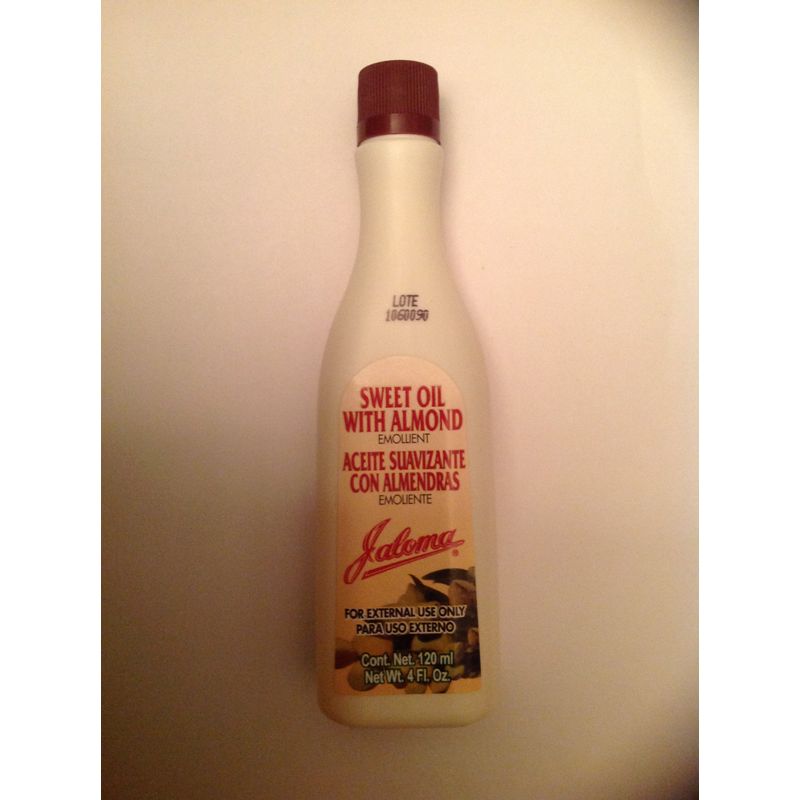 LOTE
1060090
SWEET OIL
WITH ALMOND
EMOLLIENT
ACEITE SUAVIZANTE
CON ALMENDRAS
EMOLIENTE
Jaloma®
FOR EXTERNAL USE ONLY
PARA USO EXTERNO
Cont. Net. 120 ml
Net Wt. 4 Fl. Oz.